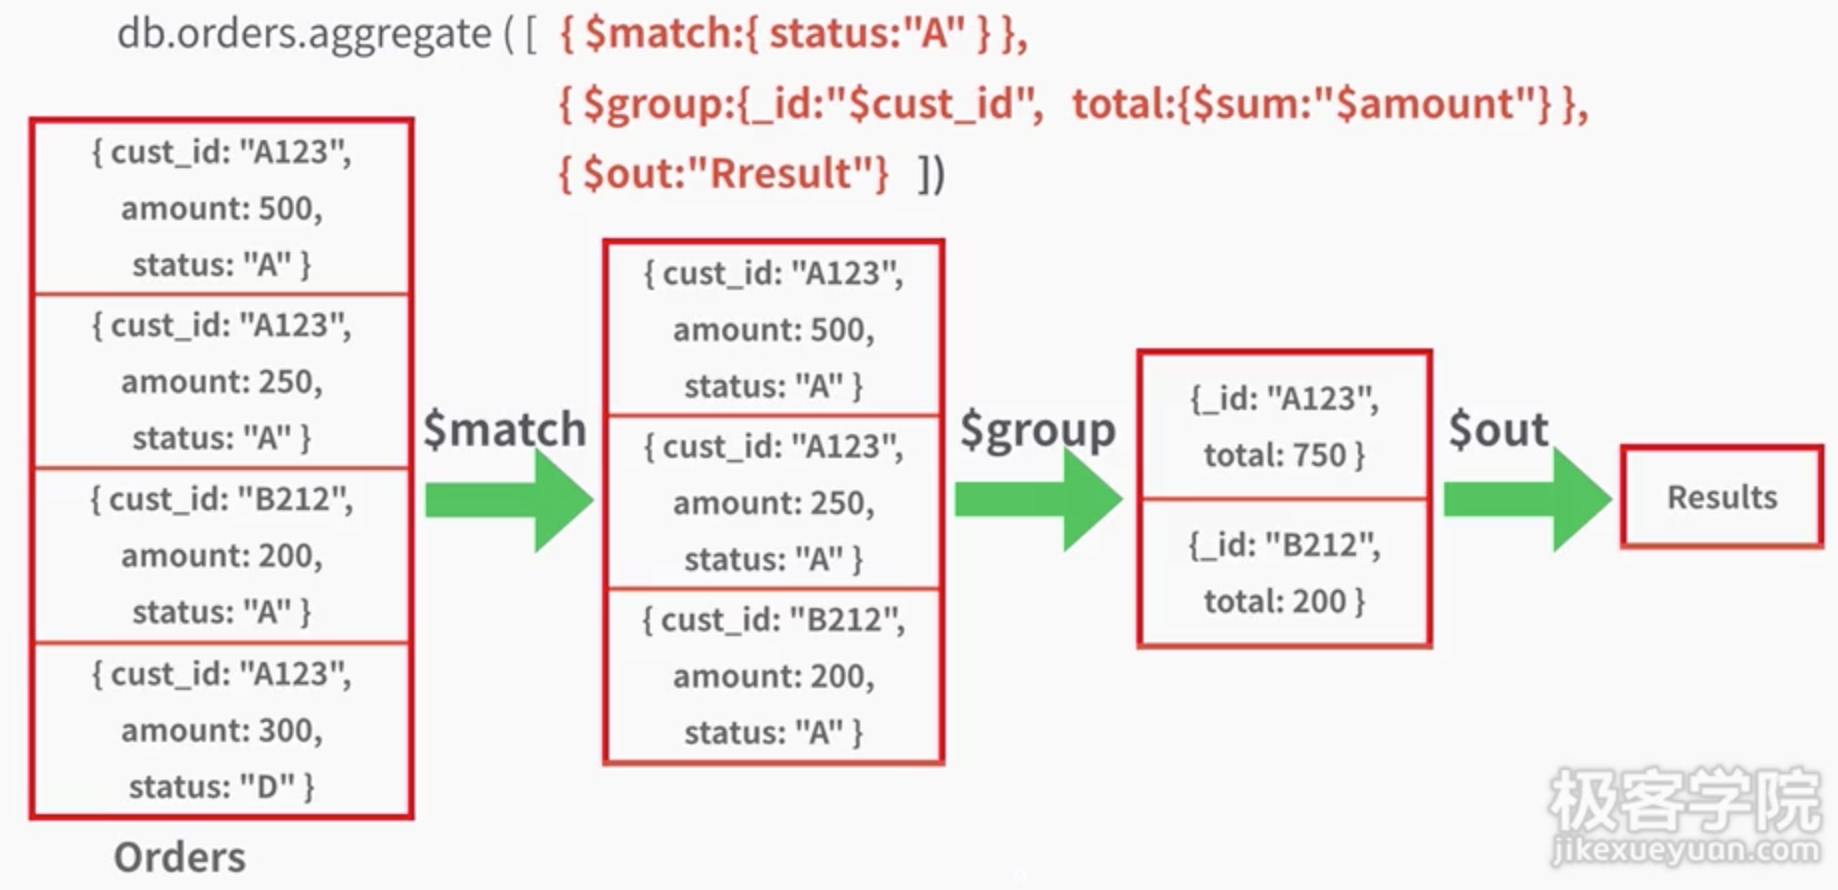 db.orders.aggregate ( [ { $match:{ status:"A" } },
{ $group:{_id:"$cust_id", total:{$sum:"$amount"} },
{ $out:"Rresult"} ])
{ cust_id: "A123",
amount: 500,
status: "A" }
{ cust_id: "A123",
amount: 250,
status: "A" }
{ cust_id: "B212",
amount: 200,
status: "A" }
{ cust_id: "A123",
amount: 300,
status: "D" }
Orders
$match
{ cust_id: "A123",
amount: 500,
status: "A" }
{ cust_id: "A123",
amount: 250,
status: "A" }
{ cust_id: "B212",
amount: 200,
status: "A" }
$group
{_id: "A123",
total: 750 }
{_id: "B212",
total: 200 }
$out
Results
极客学院
jikexueyuan.com